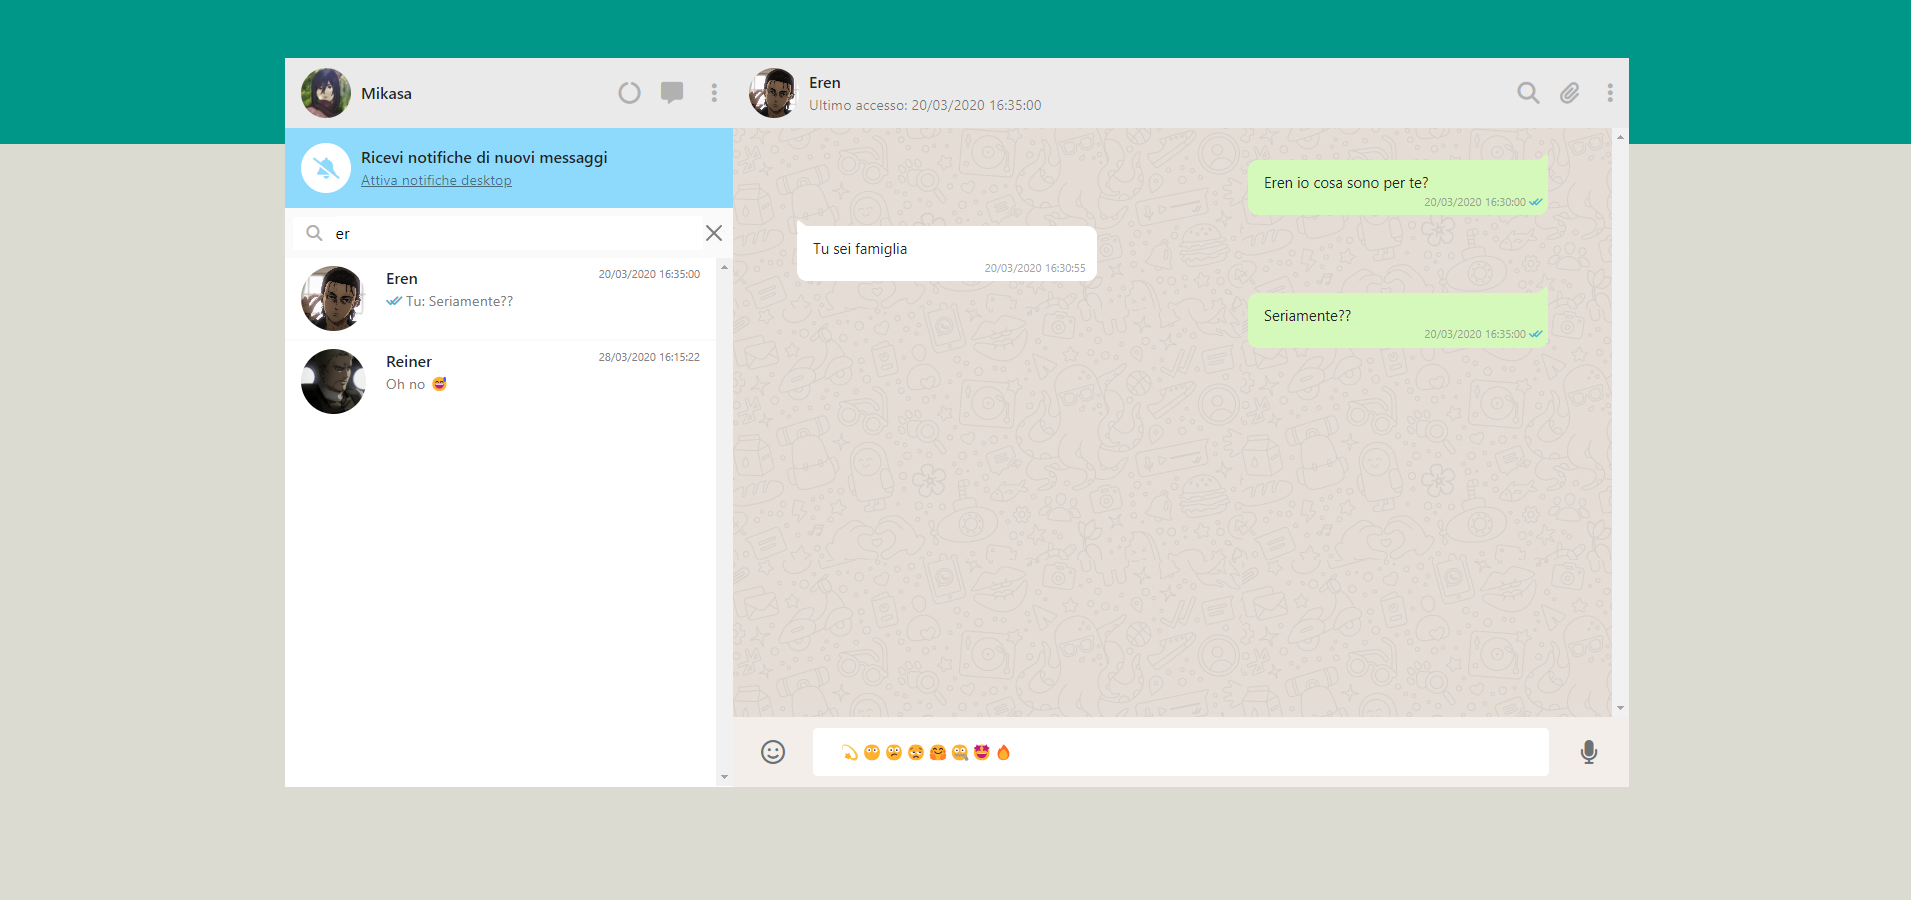 Mikasa
Ricevi notifiche di nuovi messaggi
Attiva notifiche desktop
er
Eren
20/03/2020 16:35:00
Tu: Seriamente??
Reiner
28/03/2020 16:15:22
Oh no 😅
Eren
Ultimo accesso: 20/03/2020 16:35:00
Eren io cosa sono per te?
20/03/2020 16:30:00
Tu sei famiglia
20/03/2020 16:30:55
Seriamente??
20/03/2020 16:35:00